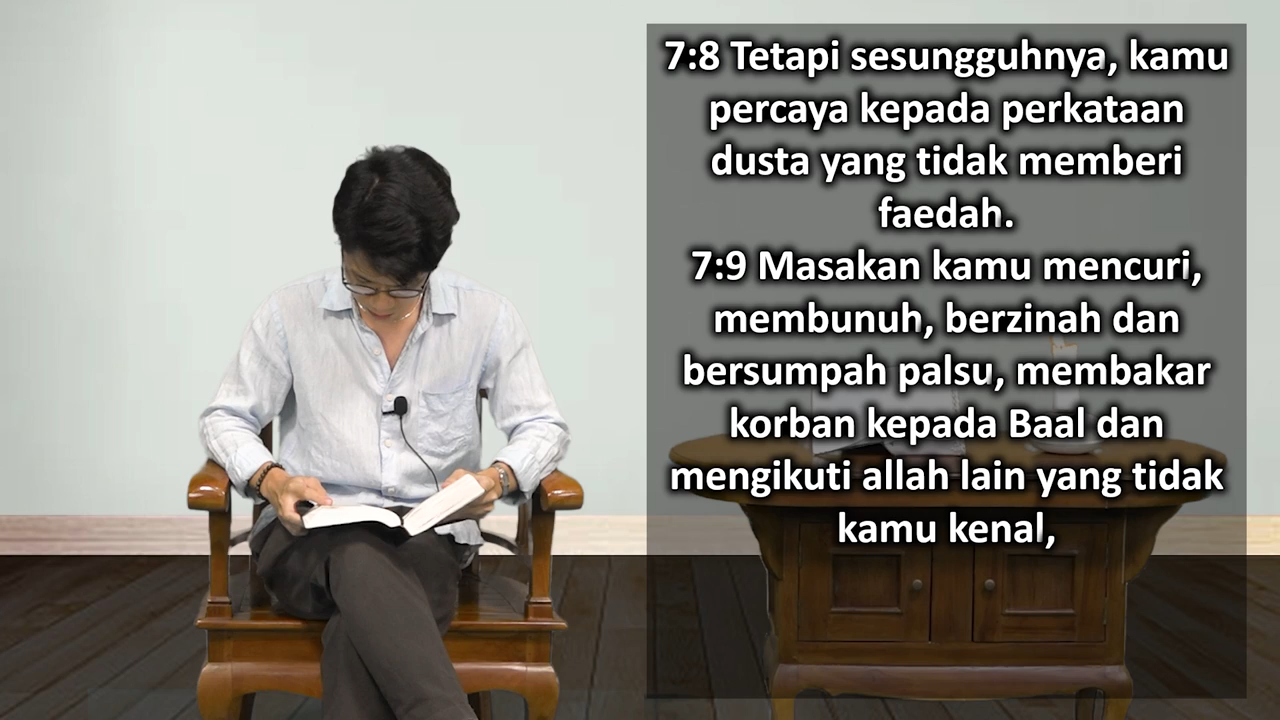 7:8 Tetapi sesungguhnya, kamu
percaya kepada perkataan
dusta yang tidak memberi
faedah.
7:9 Masakan kamu mencuri,
membunuh, berzinah dan
bersumpah palsu, membakar
korban kepada Baal dan
mengikuti allah lain yang tidak
kamu kenal,